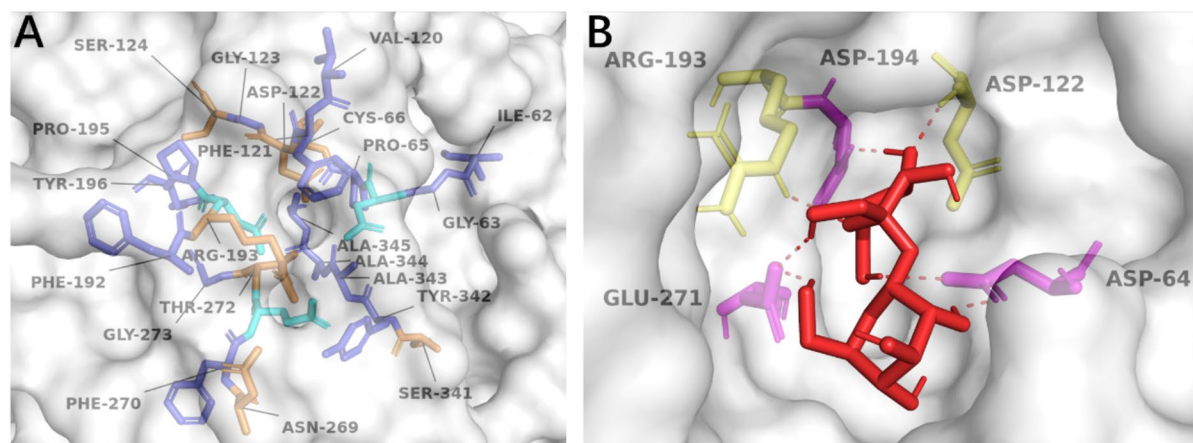 A
SER-124
GLY-123
VAL-120
ASP-122
PRO-195
CYS-66
ILE-62
PHE-121
PRO-65
TYR-196
GLY-63
ARG-193
ALA-345
ALA-344
PHE-192
ALA-343
THR-272
TYR-342
GLY-273
SER-341
PHE-270
ASN-269
B
ARG-193
ASP-194
ASP-122
GLU-271
ASP-64